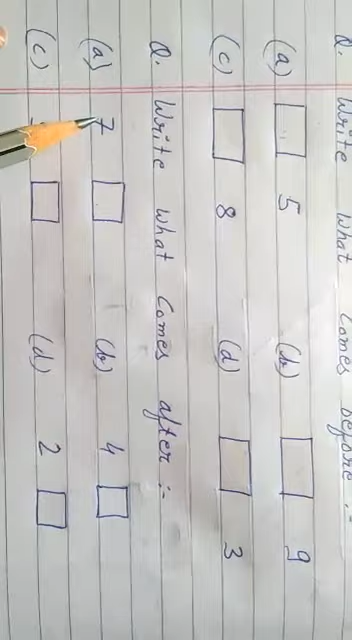 Q. Write what comes before :-
(a) 5 (b) 9
(c) 8 (d) 3
Q. Write what comes after :-
(a) 7 (b) 4
(c) (d) 2